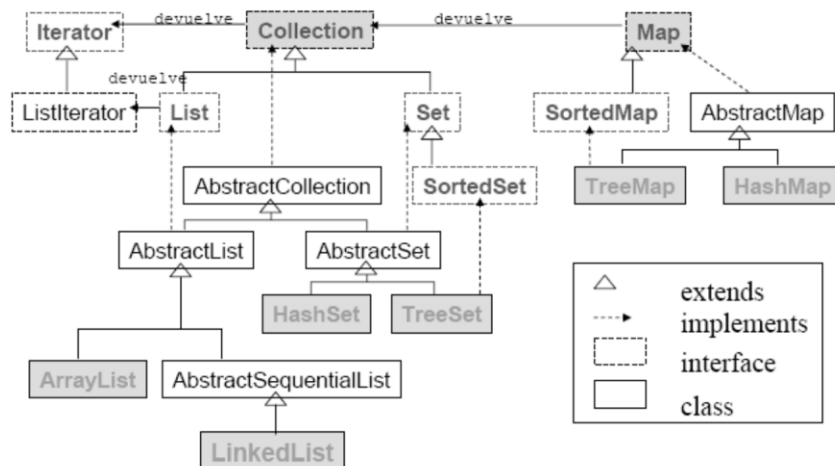 Iterator
devuelve
Collection
devuelve
Map
devuelve
ListIterator
List
Set
SortedMap
AbstractMap
AbstractCollection
SortedSet
TreeMap
HashMap
AbstractList
AbstractSet
HashSet
TreeSet
ArrayList
AbstractSequentialList
LinkedList
extends
implements
interface
class